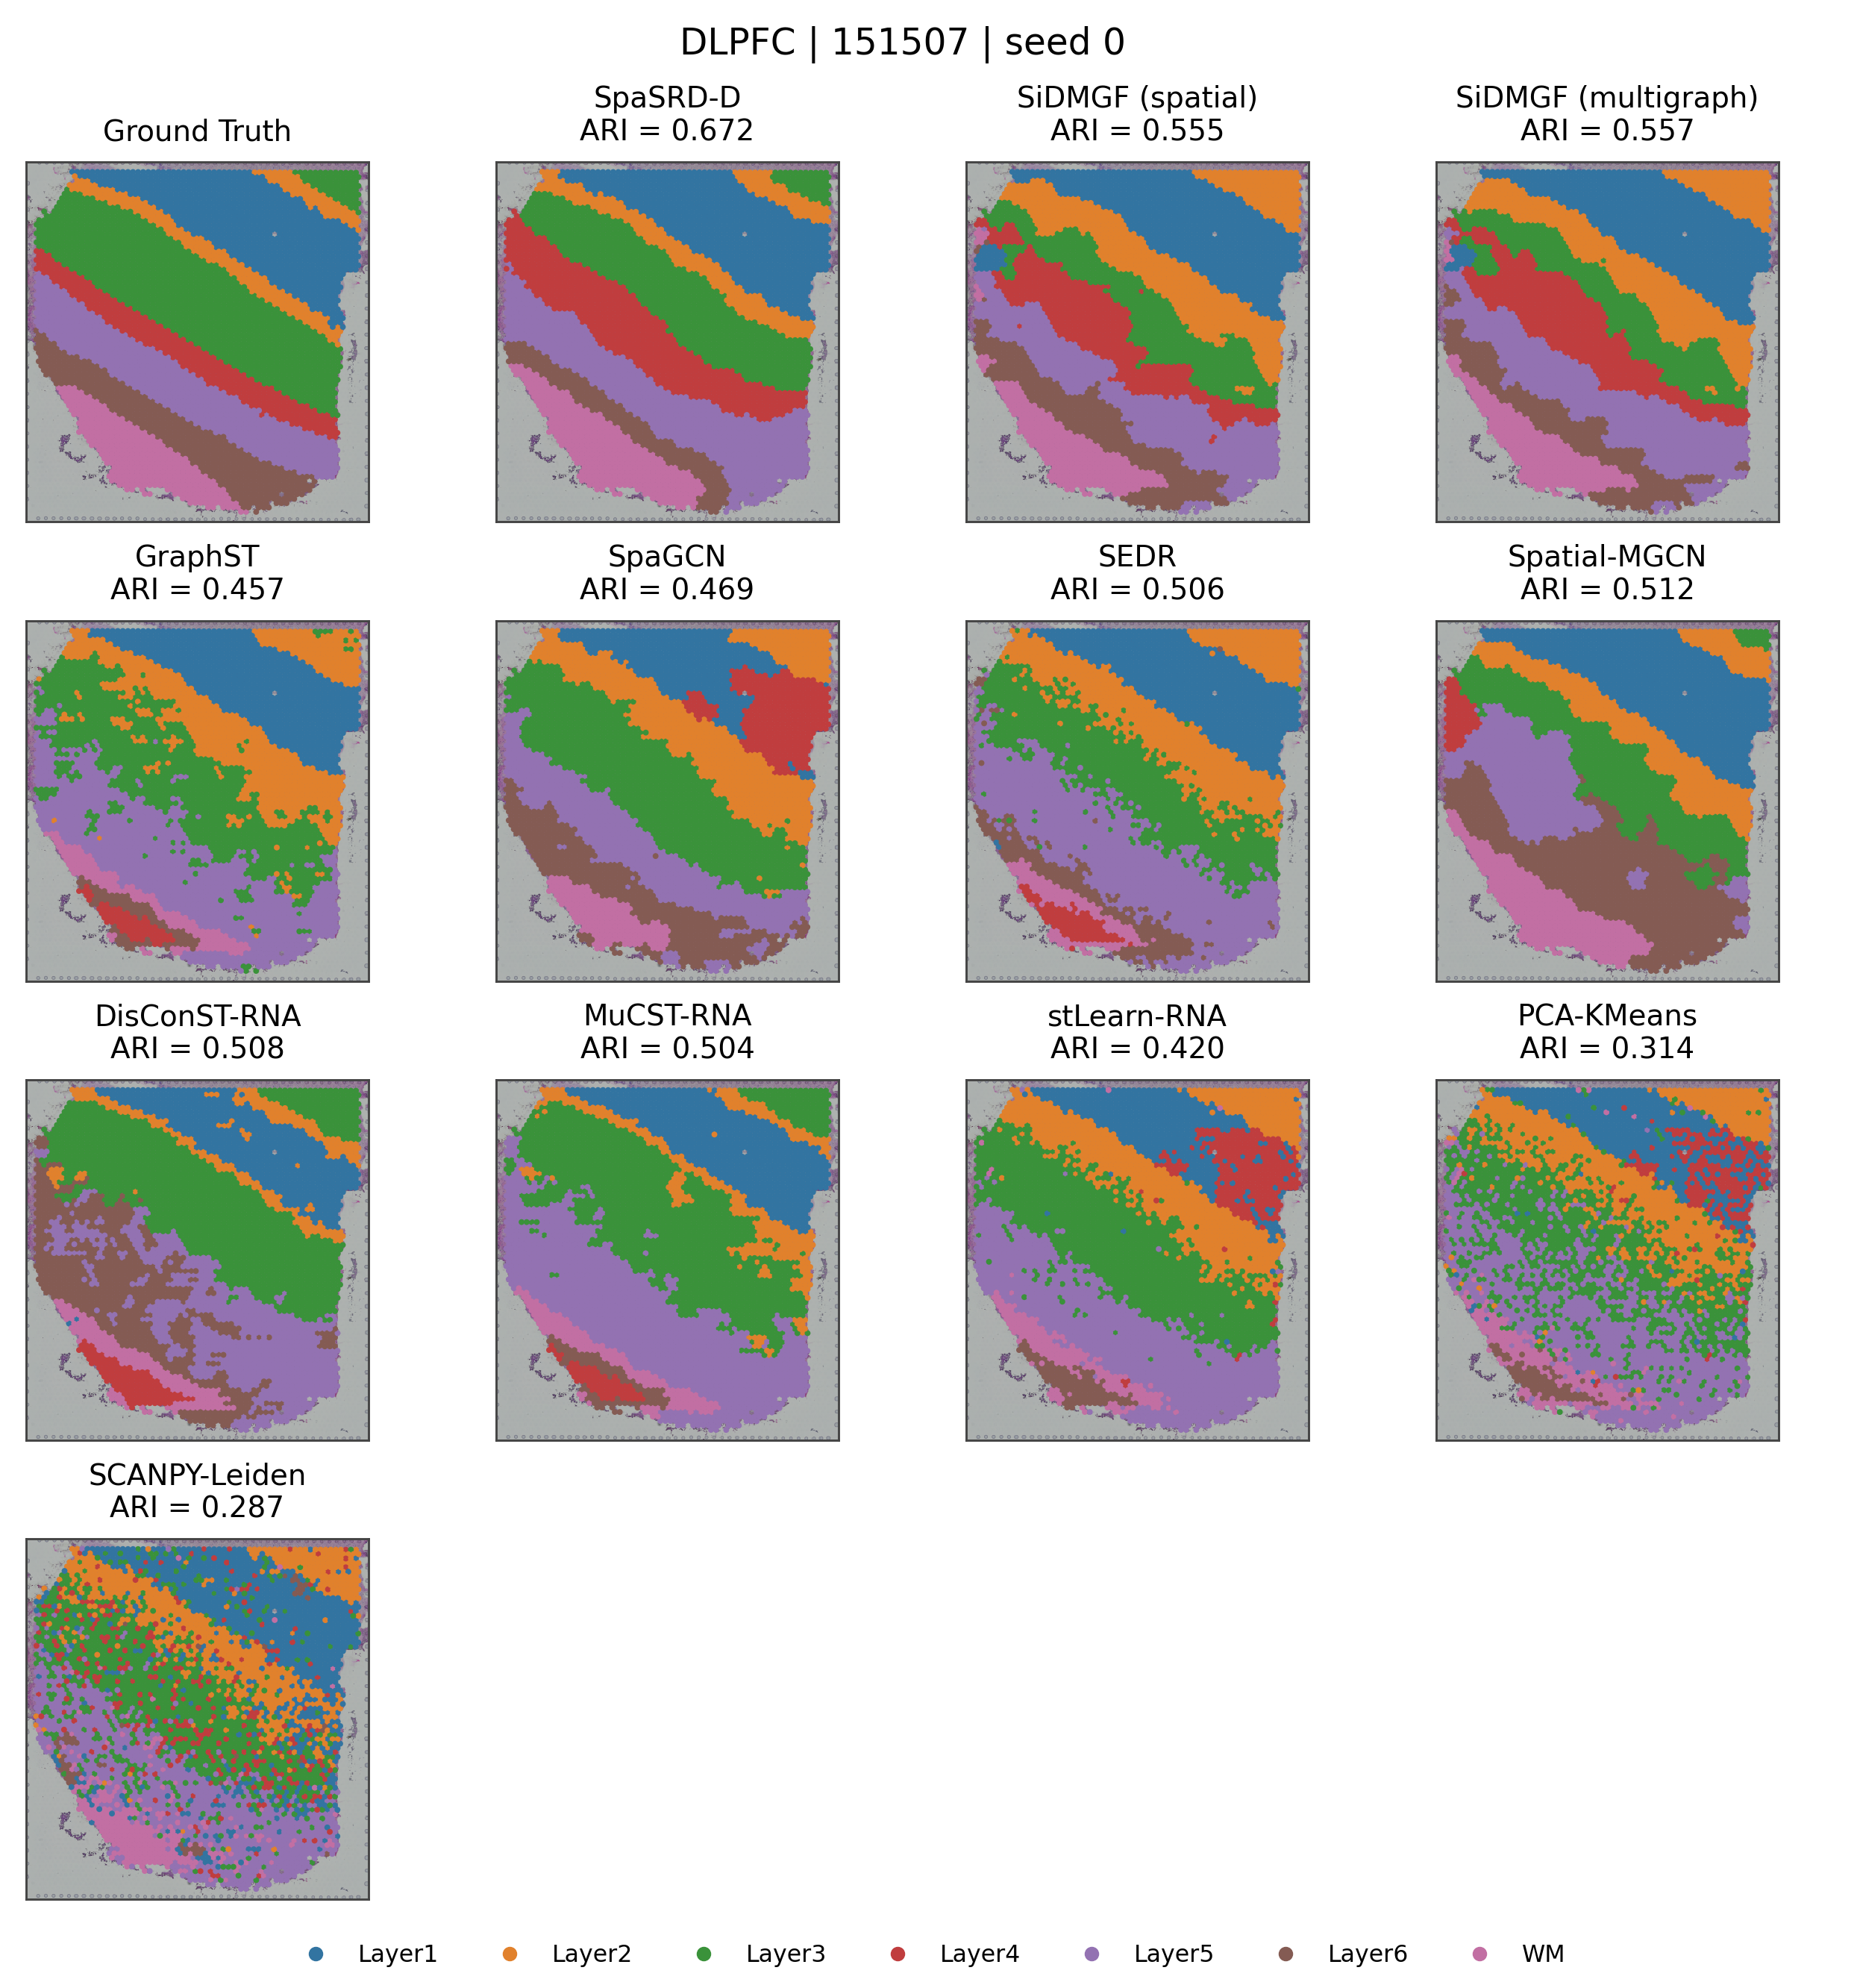 DLPFC | 151507 | seed 0
Ground Truth
SpaSRD-D
ARI = 0.672
SiDMGF (spatial)
ARI = 0.555
SiDMGF (multigraph)
ARI = 0.557
GraphST
ARI = 0.457
SpaGCN
ARI = 0.469
SEDR
ARI = 0.506
Spatial-MGCN
ARI = 0.512
DisConST-RNA
ARI = 0.508
MuCST-RNA
ARI = 0.504
stLearn-RNA
ARI = 0.420
PCA-KMeans
ARI = 0.314
SCANPY-Leiden
ARI = 0.287
Layer1 Layer2 Layer3 Layer4 Layer5 Layer6 WM